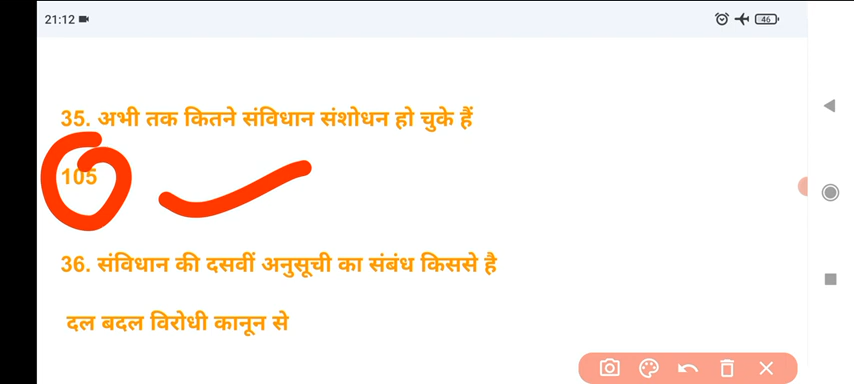 21:12
46
35. अभी तक कितने संविधान संशोधन हो चुके हैं
105
36. संविधान की दसवीं अनुसूची का संबंध किससे है
दल बदल विरोधी कानून से